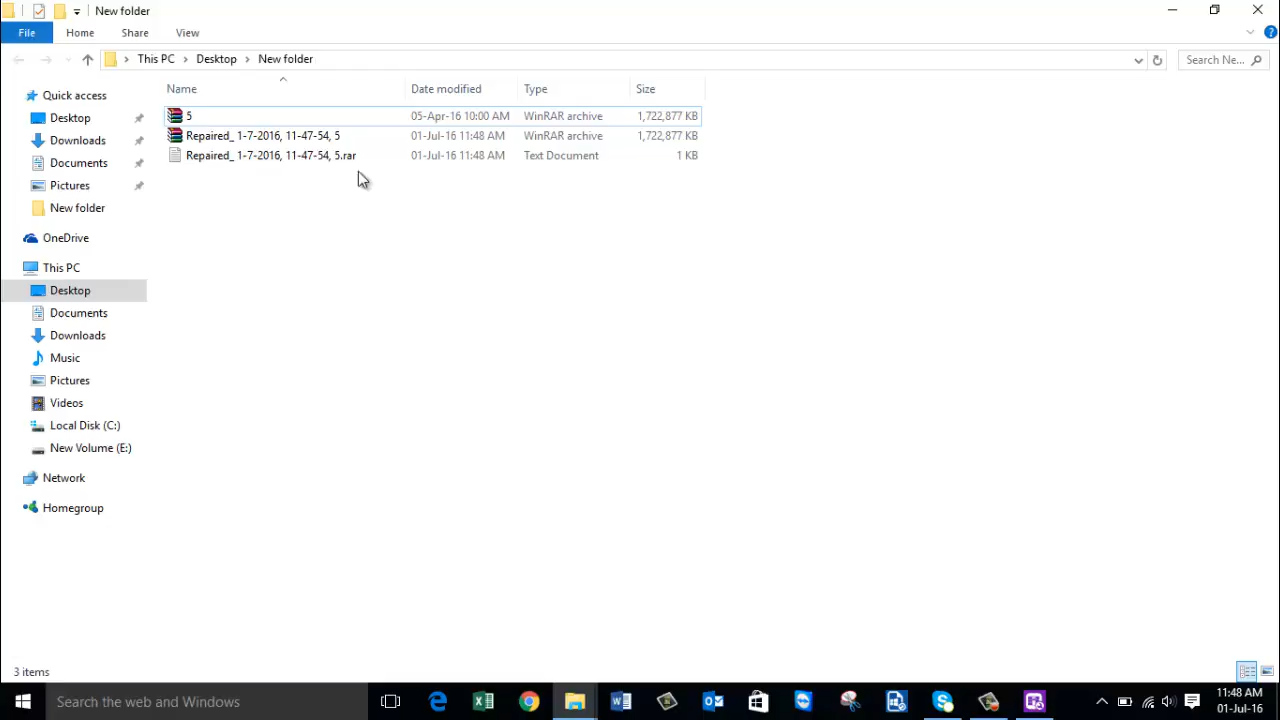 New folder
File Home Share View
This PC Desktop New folder
Search Ne...
Name Date modified Type Size
5 05-Apr-16 10:00 AM WinRAR archive 1,722,877 KB
Repaired_ 1-7-2016, 11-47-54, 5 01-Jul-16 11:48 AM WinRAR archive 1,722,877 KB
Repaired_ 1-7-2016, 11-47-54, 5.rar 01-Jul-16 11:48 AM Text Document 1 KB
Quick access
Desktop
Downloads
Documents
Pictures
New folder
OneDrive
This PC
Desktop
Documents
Downloads
Music
Pictures
Videos
Local Disk (C:)
New Volume (E:)
Network
Homegroup
3 items
Search the web and Windows
11:48 AM
01-Jul-16